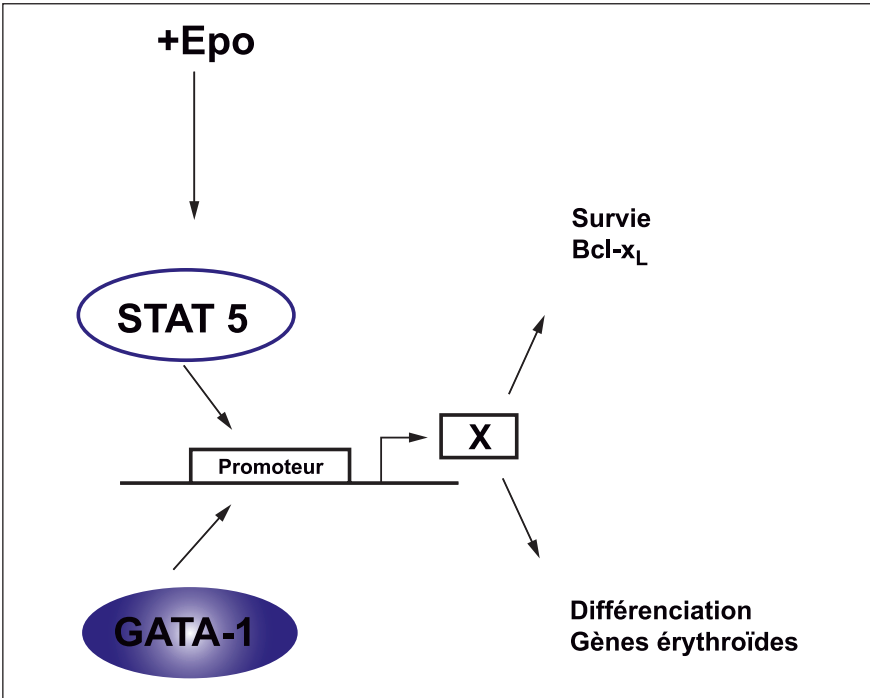 +Epo
Survie
Bcl-xL
STAT 5
X
Promoteur
GATA-1
Différenciation
Gènes érythroïdes